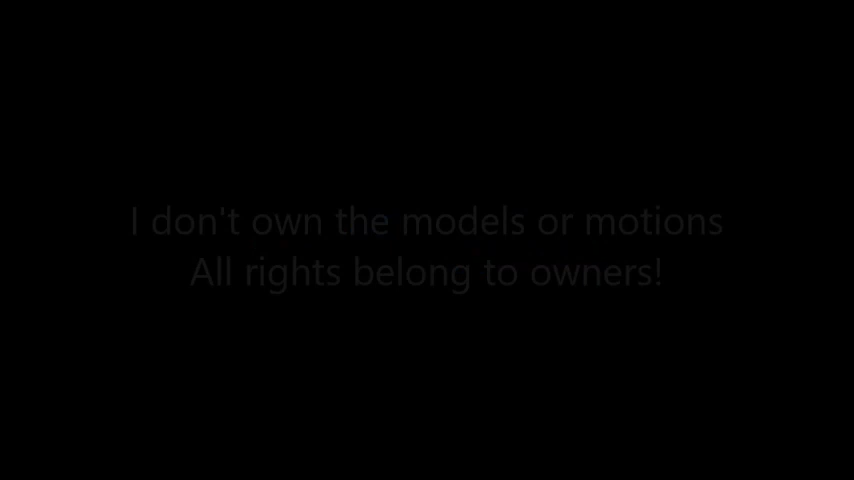 I don't own the models or motions
All rights belong to owners!